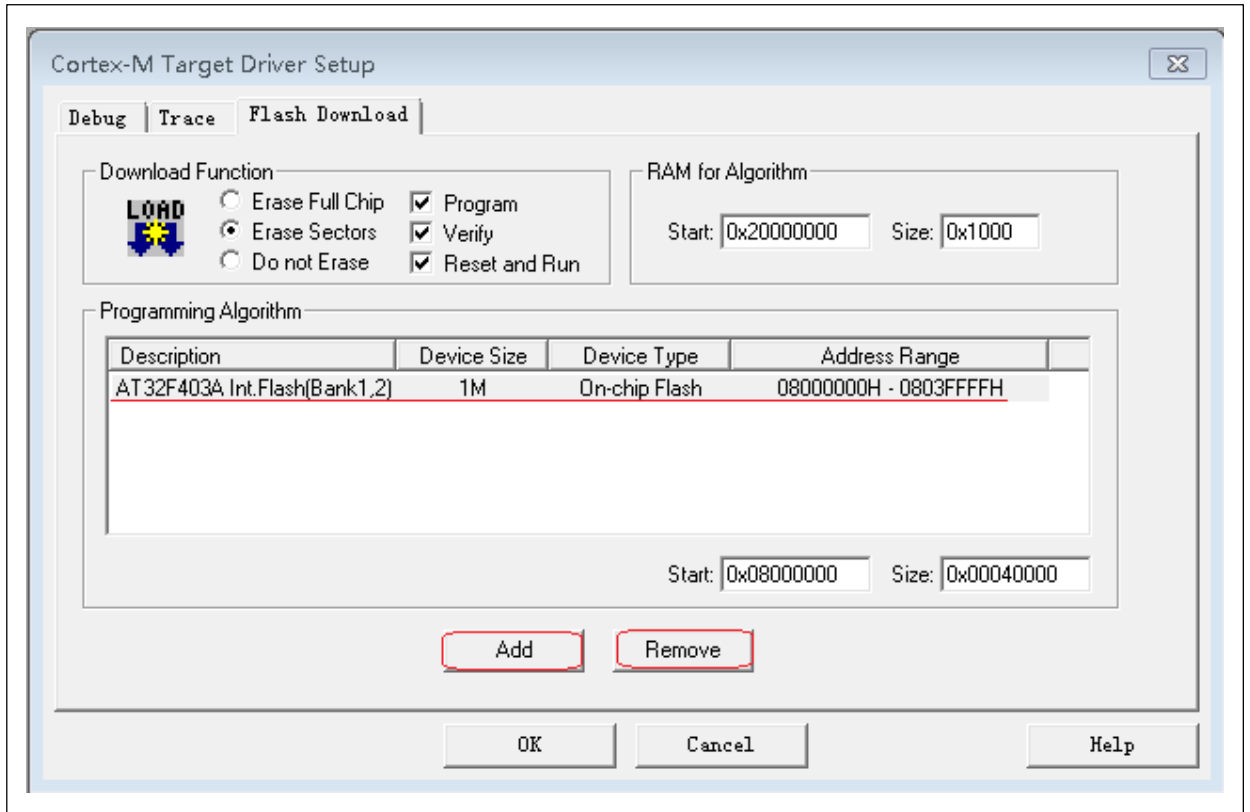 Cortex-M Target Driver Setup
Debug Trace Flash Download
Download Function
LOAD
Erase Full Chip
Erase Sectors
Do not Erase
Program
Verify
Reset and Run
RAM for Algorithm
Start: 0x20000000 Size: 0x1000
Programming Algorithm
Description Device Size Device Type Address Range
AT32F403A Int.Flash(Bank1,2) 1M On-chip Flash 08000000H - 0803FFFFH
Start: 0x08000000 Size: 0x00040000
Add Remove
OK Cancel Help